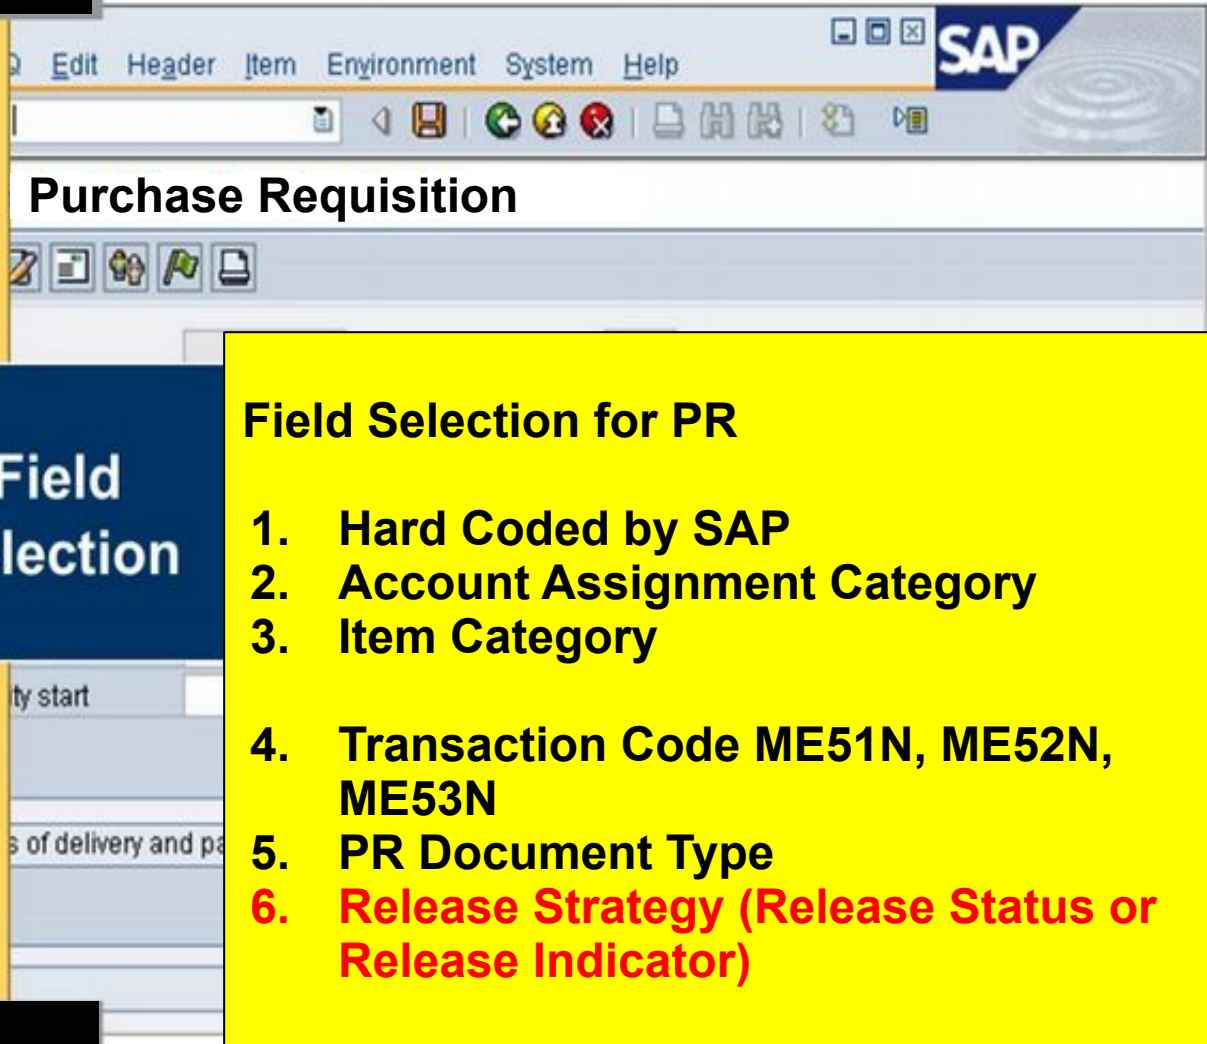 Edit Header Item Environment System Help
SAP
Purchase Requisition
Field Selection for PR
Field
lection
1. Hard Coded by SAP
2. Account Assignment Category
3. Item Category
ty start
4. Transaction Code ME51N, ME52N,
ME53N
s of delivery and pa
5. PR Document Type
6. Release Strategy (Release Status or
Release Indicator)